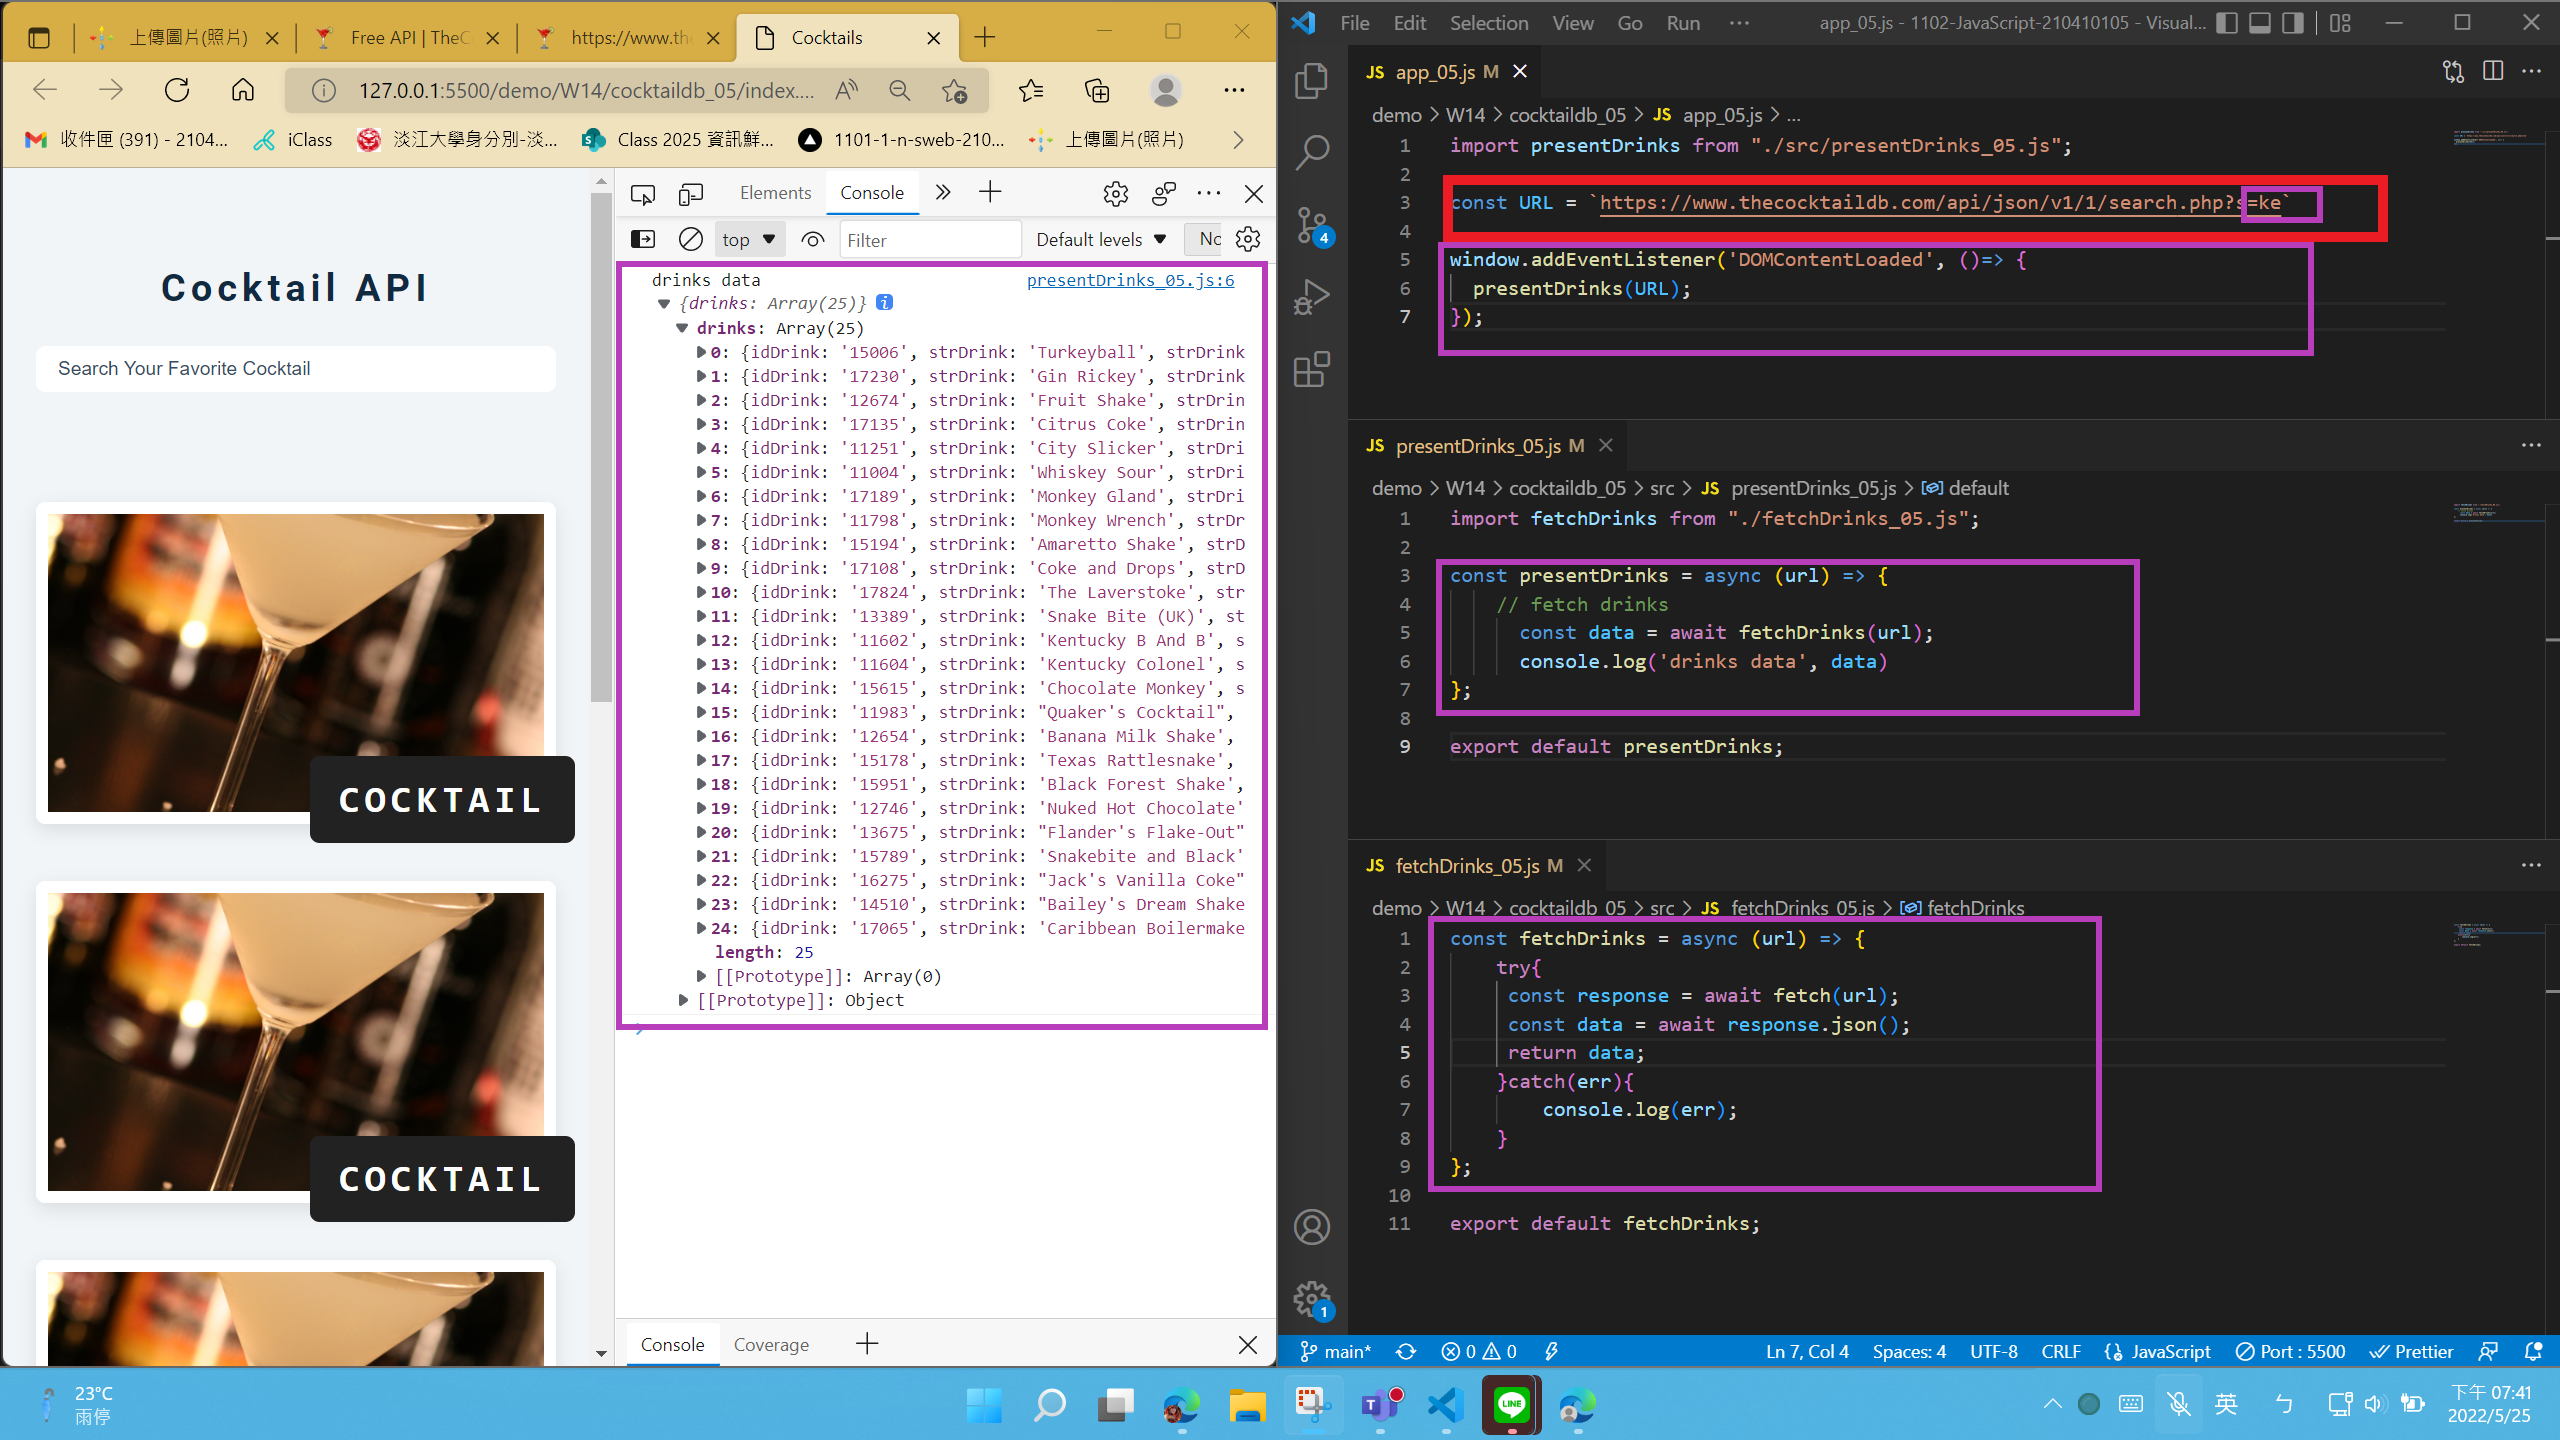 上傳圖片(照片)
Free API | TheC
https://www.the
Cocktails
127.0.0.1:5500/demo/W14/cocktaildb_05/index....
收件匣 (391) - 2104...
iClass
淡江大學身分別-淡...
Class 2025 資訊鮮...
1101-1-n-sweb-210...
上傳圖片(照片)
Cocktail API
Search Your Favorite Cocktail
COCKTAIL
COCKTAIL
Elements
Console
top
Filter
Default levels
No
drinks data
presentDrinks_05.js:6
{drinks: Array(25)}
drinks: Array(25)
0: {idDrink: '15006', strDrink: 'Turkeyball', strDrink
1: {idDrink: '17230', strDrink: 'Gin Rickey', strDrink
2: {idDrink: '12674', strDrink: 'Fruit Shake', strDrin
3: {idDrink: '17135', strDrink: 'Citrus Coke', strDrin
4: {idDrink: '11251', strDrink: 'City Slicker', strDri
5: {idDrink: '11004', strDrink: 'Whiskey Sour', strDri
6: {idDrink: '17189', strDrink: 'Monkey Gland', strDri
7: {idDrink: '11798', strDrink: 'Monkey Wrench', strDr
8: {idDrink: '15194', strDrink: 'Amaretto Shake', strD
9: {idDrink: '17108', strDrink: 'Coke and Drops', strD
10: {idDrink: '17824', strDrink: 'The Laverstoke', str
11: {idDrink: '13389', strDrink: 'Snake Bite (UK)', st
12: {idDrink: '11602', strDrink: 'Kentucky B And B', s
13: {idDrink: '11604', strDrink: 'Kentucky Colonel', s
14: {idDrink: '15615', strDrink: 'Chocolate Monkey', s
15: {idDrink: '11983', strDrink: "Quaker's Cocktail",
16: {idDrink: '12654', strDrink: 'Banana Milk Shake',
17: {idDrink: '15178', strDrink: 'Texas Rattlesnake',
18: {idDrink: '15951', strDrink: 'Black Forest Shake',
19: {idDrink: '12746', strDrink: 'Nuked Hot Chocolate'
20: {idDrink: '13675', strDrink: "Flander's Flake-Out"
21: {idDrink: '15789', strDrink: 'Snakebite and Black'
22: {idDrink: '16275', strDrink: "Jack's Vanilla Coke"
23: {idDrink: '14510', strDrink: "Bailey's Dream Shake
24: {idDrink: '17065', strDrink: 'Caribbean Boilermake
length: 25
[[Prototype]]: Array(0)
[[Prototype]]: Object
Console
Coverage
File Edit Selection View Go Run ···
app_05.js - 1102-JavaScript-210410105 - Visual...
JS app_05.js M
demo > W14 > cocktaildb_05 > JS app_05.js > ...
1 import presentDrinks from "./src/presentDrinks_05.js";
2
3 const URL = `https://www.thecocktaildb.com/api/json/v1/1/search.php?s=ke`
4
5 window.addEventListener('DOMContentLoaded', ()=> {
6 presentDrinks(URL);
7 });
4
JS presentDrinks_05.js M
demo > W14 > cocktaildb_05 > src > JS presentDrinks_05.js > default
1 import fetchDrinks from "./fetchDrinks_05.js";
2
3 const presentDrinks = async (url) => {
4 // fetch drinks
5 const data = await fetchDrinks(url);
6 console.log('drinks data', data)
7 };
8
9 export default presentDrinks;
JS fetchDrinks_05.js M
demo > W14 > cocktaildb_05 > src > JS fetchDrinks_05.js > fetchDrinks
1 const fetchDrinks = async (url) => {
2 try{
3 const response = await fetch(url);
4 const data = await response.json();
5 return data;
6 }catch(err){
7 console.log(err);
8 }
9 };
10
11 export default fetchDrinks;
1
main*
0
0
Ln 7, Col 4
Spaces: 4
UTF-8
CRLF
JavaScript
Port : 5500
Prettier
23°C
雨停
LINE
英
ㄅ
下午 07:41
2022/5/25